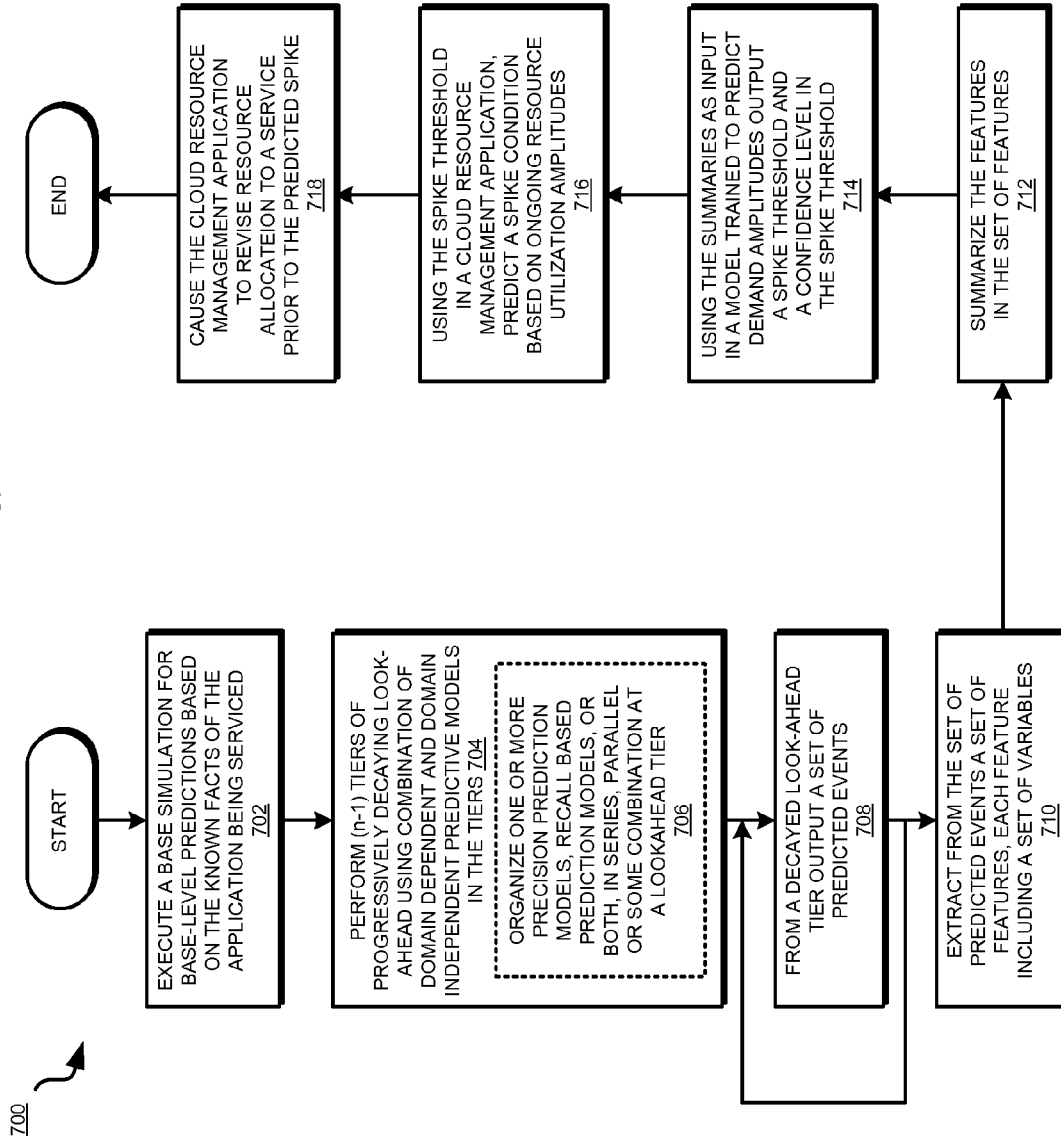 700
START
EXECUTE A BASE SIMULATION FOR
BASE-LEVEL PREDICTIONS BASED
ON THE KNOWN FACTS OF THE
APPLICATION BEING SERVICED
702
PERFORM (n-1) TIERS OF
PROGRESSIVELY DECAYING LOOK-
AHEAD USING COMBINATION OF
DOMAIN DEPENDENT AND DOMAIN
INDEPENDENT PREDICTIVE MODELS
IN THE TIERS 704
ORGANIZE ONE OR MORE
PRECISION PREDICTION
MODELS, RECALL BASED
PREDICTION MODELS, OR
BOTH, IN SERIES, PARALLEL
OR SOME COMBINATION AT
A LOOKAHEAD TIER
706
FROM A DECAYED LOOK-AHEAD
TIER OUTPUT A SET OF
PREDICTED EVENTS
708
EXTRACT FROM THE SET OF
PREDICTED EVENTS A SET OF
FEATURES, EACH FEATURE
INCLUDING A SET OF VARIABLES
710
SUMMARIZE THE FEATURES
IN THE SET OF FEATURES
712
USING THE SUMMARIES AS INPUT
IN A MODEL TRAINED TO PREDICT
DEMAND AMPLITUDES OUTPUT
A SPIKE THRESHOLD AND
A CONFIDENCE LEVEL IN
THE SPIKE THRESHOLD
714
USING THE SPIKE THRESHOLD
IN A CLOUD RESOURCE
MANAGEMENT APPLICATION,
PREDICT A SPIKE CONDITION
BASED ON ONGOING RESOURCE
UTILIZATION AMPLITUDES
716
CAUSE THE CLOUD RESOURCE
MANAGEMENT APPLICATION
TO REVISE RESOURCE
ALLOCATEION TO A SERVICE
PRIOR TO THE PREDICTED SPIKE
718
END